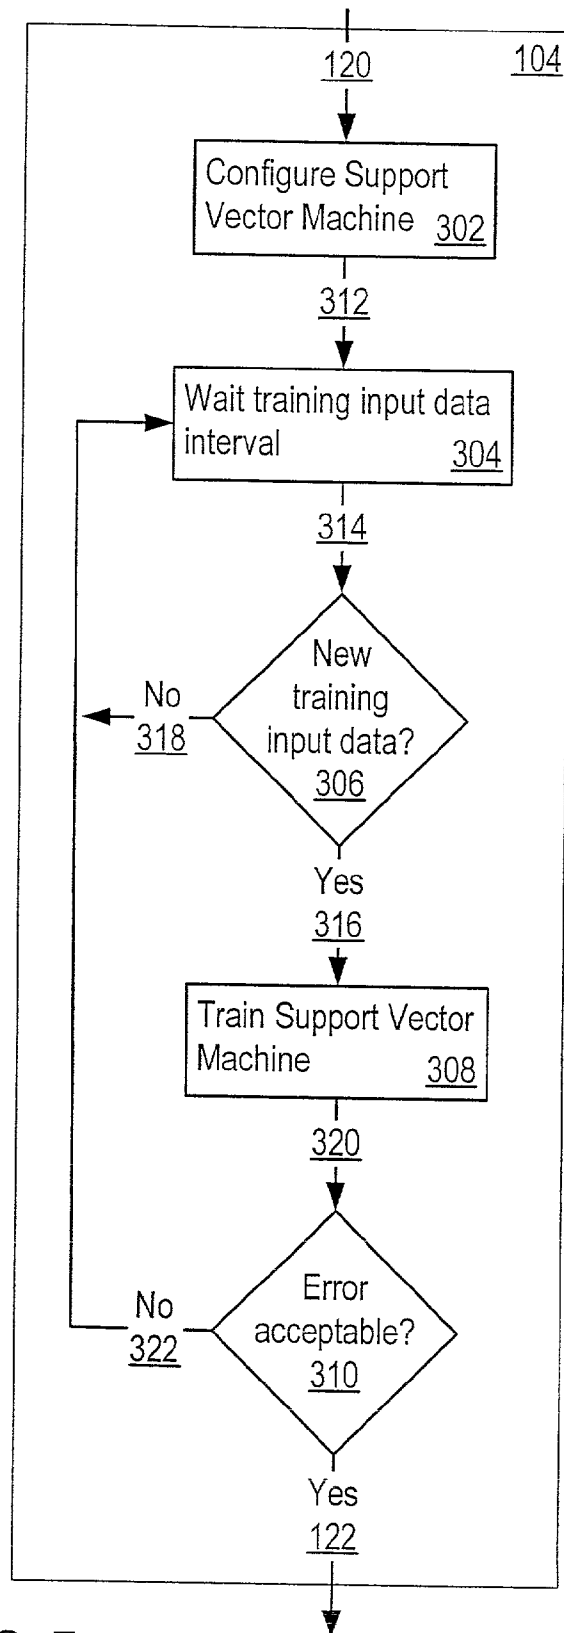 120
104
Configure Support
Vector Machine 302
312
Wait training input data
interval 304
314
New
training
input data?
306
No
318
Yes
316
Train Support Vector
Machine 308
320
Error
acceptable?
310
No
322
Yes
122